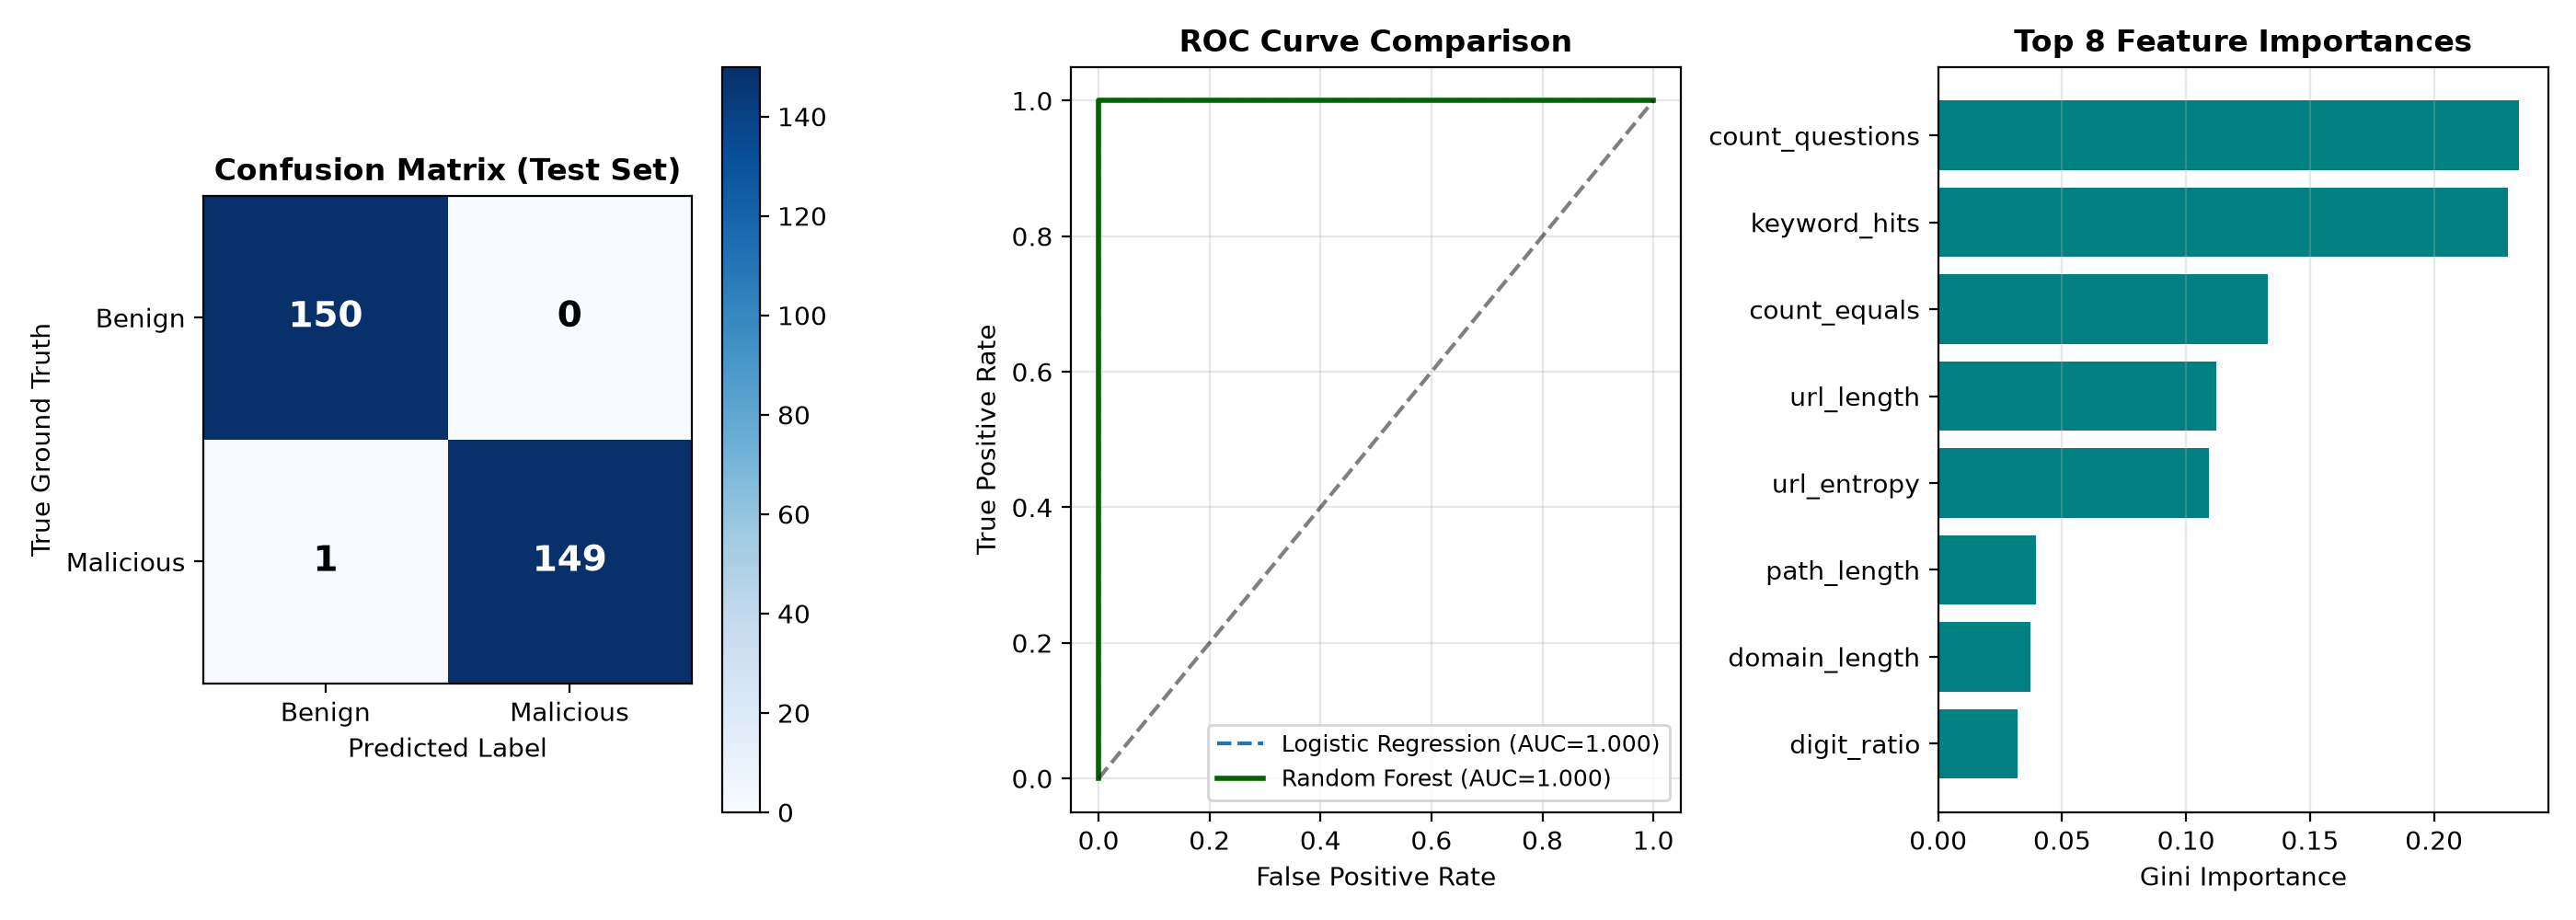 Confusion Matrix (Test Set)
True Ground Truth
Benign
Malicious
150
0
1
149
Benign
Malicious
Predicted Label
140
120
100
80
60
40
20
0
ROC Curve Comparison
True Positive Rate
1.0
0.8
0.6
0.4
0.2
0.0
Logistic Regression (AUC=1.000)
Random Forest (AUC=1.000)
0.0 0.2 0.4 0.6 0.8 1.0
False Positive Rate
Top 8 Feature Importances
count_questions
keyword_hits
count_equals
url_length
url_entropy
path_length
domain_length
digit_ratio
0.00 0.05 0.10 0.15 0.20
Gini Importance